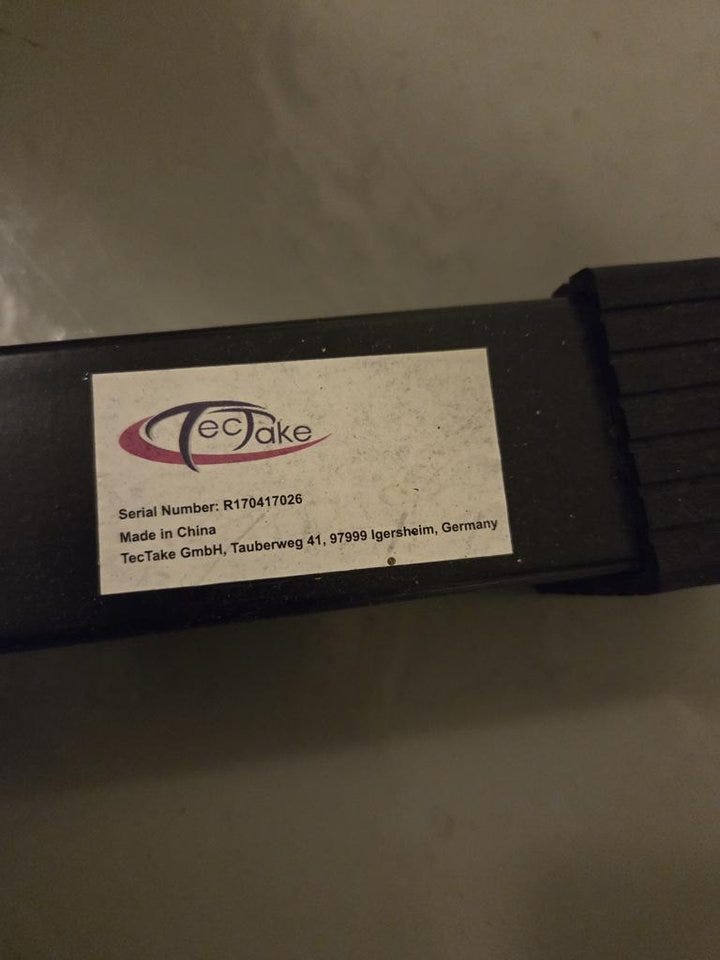 TecTake
Serial Number: R170417026
Made in China
TecTake GmbH, Tauberweg 41, 97999 Igersheim, Germany